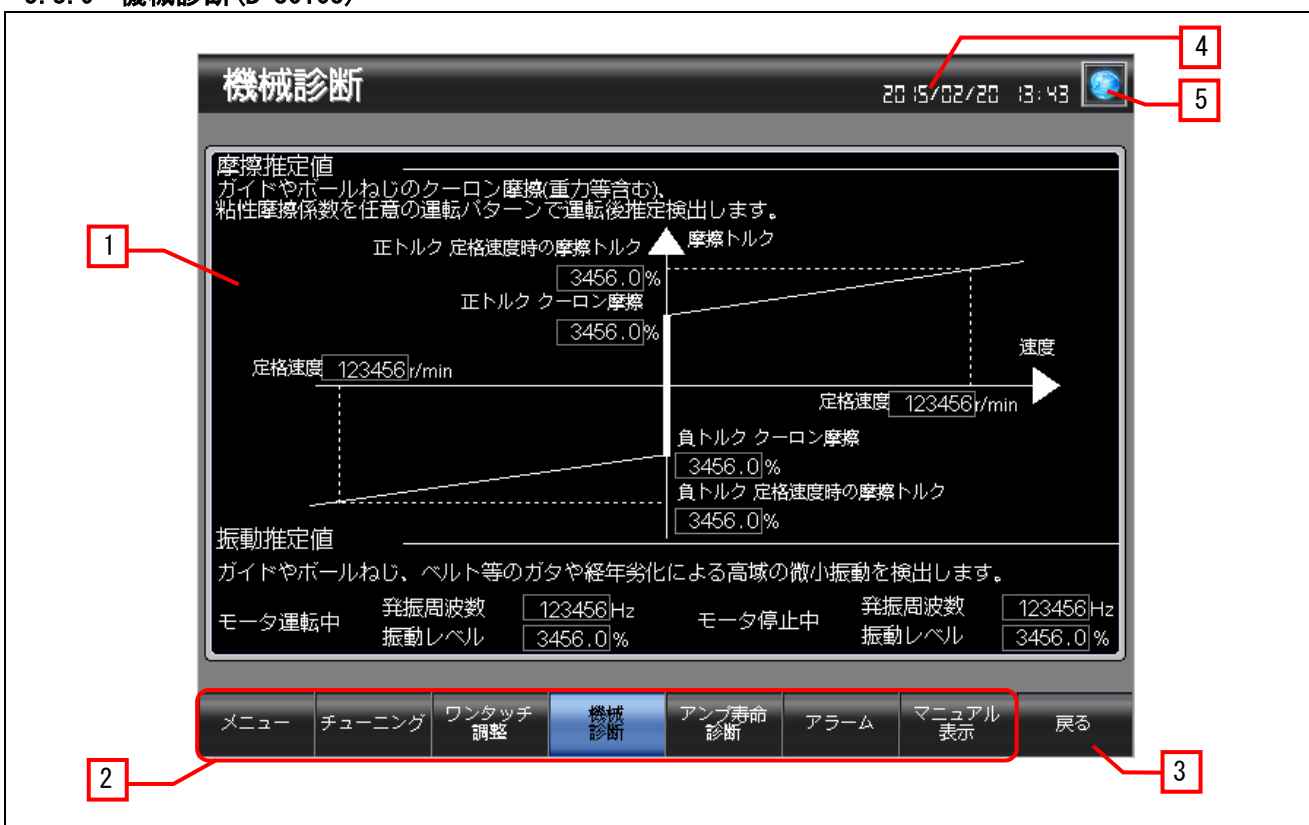 機械診断
2015/02/20 13:43
4
5
摩擦推定値
ガイドやボールねじのクーロン摩擦(重力等含む)、
粘性摩擦係数を任意の運転パターンで運転後推定検出します。
1
正トルク 定格速度時の摩擦トルク
摩擦トルク
3456.0%
正トルク クーロン摩擦
3456.0%
速度
定格速度 123456r/min
定格速度 123456r/min
負トルク クーロン摩擦
3456.0%
負トルク 定格速度時の摩擦トルク
3456.0%
振動推定値
ガイドやボールねじ、ベルト等のガタや経年劣化による高域の微小振動を検出します。
モータ運転中
発振周波数 123456Hz
振動レベル 3456.0%
モータ停止中
発振周波数 123456Hz
振動レベル 3456.0%
メニュー
チューニング
ワンタッチ
調整
機械
診断
アンプ寿命
診断
アラーム
マニュアル
表示
戻る
2
3